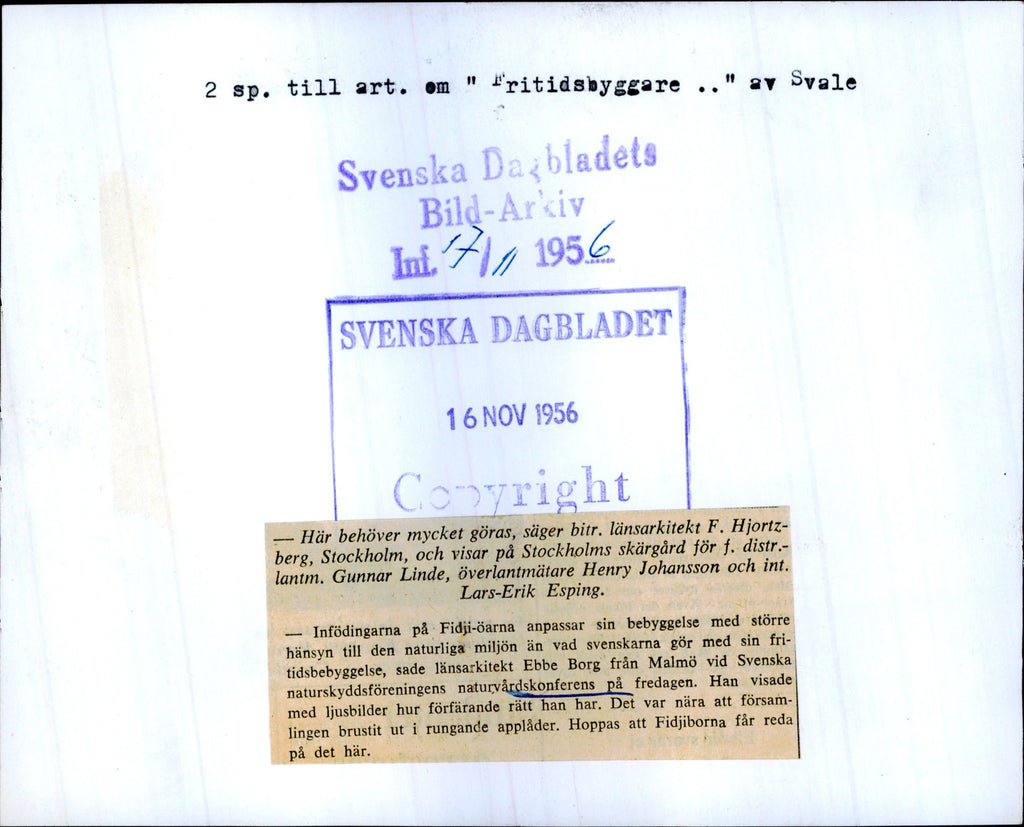 2 sp. till art. om " Fritidsbyggare .." av Svale
Svenska Dagbladets
Bild-Arkiv
Inf. 17/11 1956
SVENSKA DAGBLADET
16 NOV 1956
Copyright
— Här behöver mycket göras, säger bitr. länsarkitekt F. Hjortz-
berg, Stockholm, och visar på Stockholms skärgård för f. distr.-
lantm. Gunnar Linde, överlantmätare Henry Johansson och int.
Lars-Erik Esping.
— Infödingarna på Fidji-öarna anpassar sin bebyggelse med större
hänsyn till den naturliga miljön än vad svenskarna gör med sin fri-
tidsbebyggelse, sade länsarkitekt Ebbe Borg från Malmö vid Svenska
naturskyddsföreningens naturvårdskonferens på fredagen. Han visade
med ljusbilder hur förfärande rätt han har. Det var nära att försam-
lingen brustit ut i rungande applåder. Hoppas att Fidjiborna får reda
på det här.